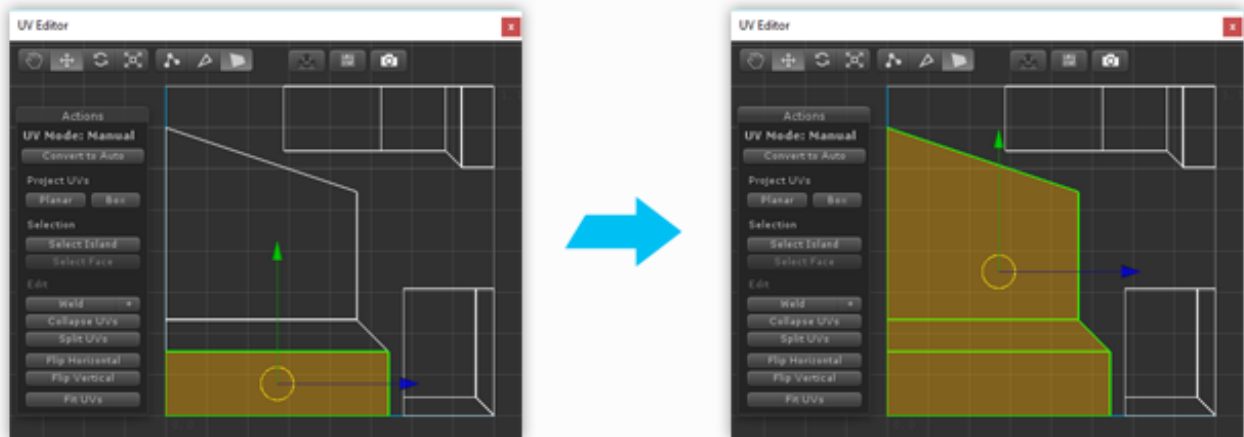 UV Editor
x
Actions
UV Mode: Manual
Convert to Auto
Project UVs
Planar
Box
Selection
Select Island
Select Face
Edit
Weld
Collapse UVs
Split UVs
Flip Horizontal
Flip Vertical
Fit UVs
UV Editor
x
Actions
UV Mode: Manual
Convert to Auto
Project UVs
Planar
Box
Selection
Select Island
Select Face
Edit
Weld
Collapse UVs
Split UVs
Flip Horizontal
Flip Vertical
Fit UVs